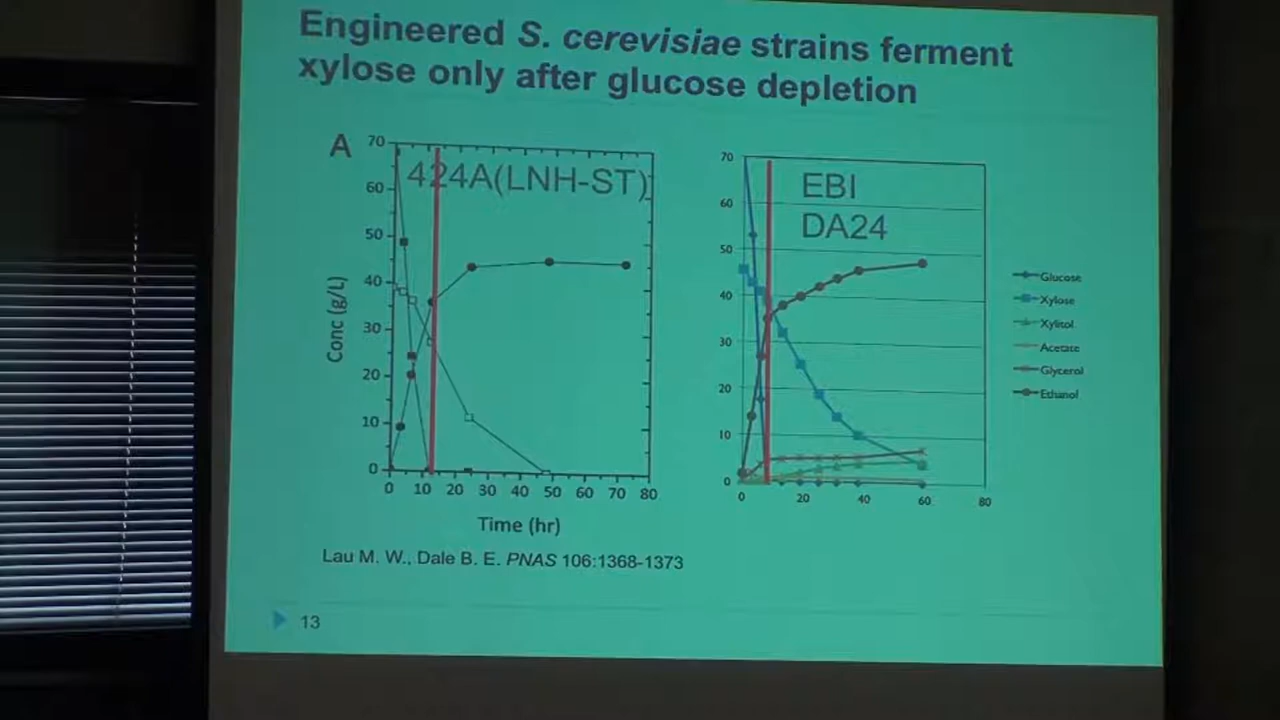 Engineered S. cerevisiae strains ferment
xylose only after glucose depletion
A
424A(LNH-ST)
70
60
50
40
30
20
10
0
Conc (g/L)
0 10 20 30 40 50 60 70 80
Time (hr)
EBI
DA24
70
60
50
40
30
20
10
0
0 20 40 60 80
Glucose
Xylose
Xylitol
Acetate
Glycerol
Ethanol
Lau M. W., Dale B. E. PNAS 106:1368-1373
13